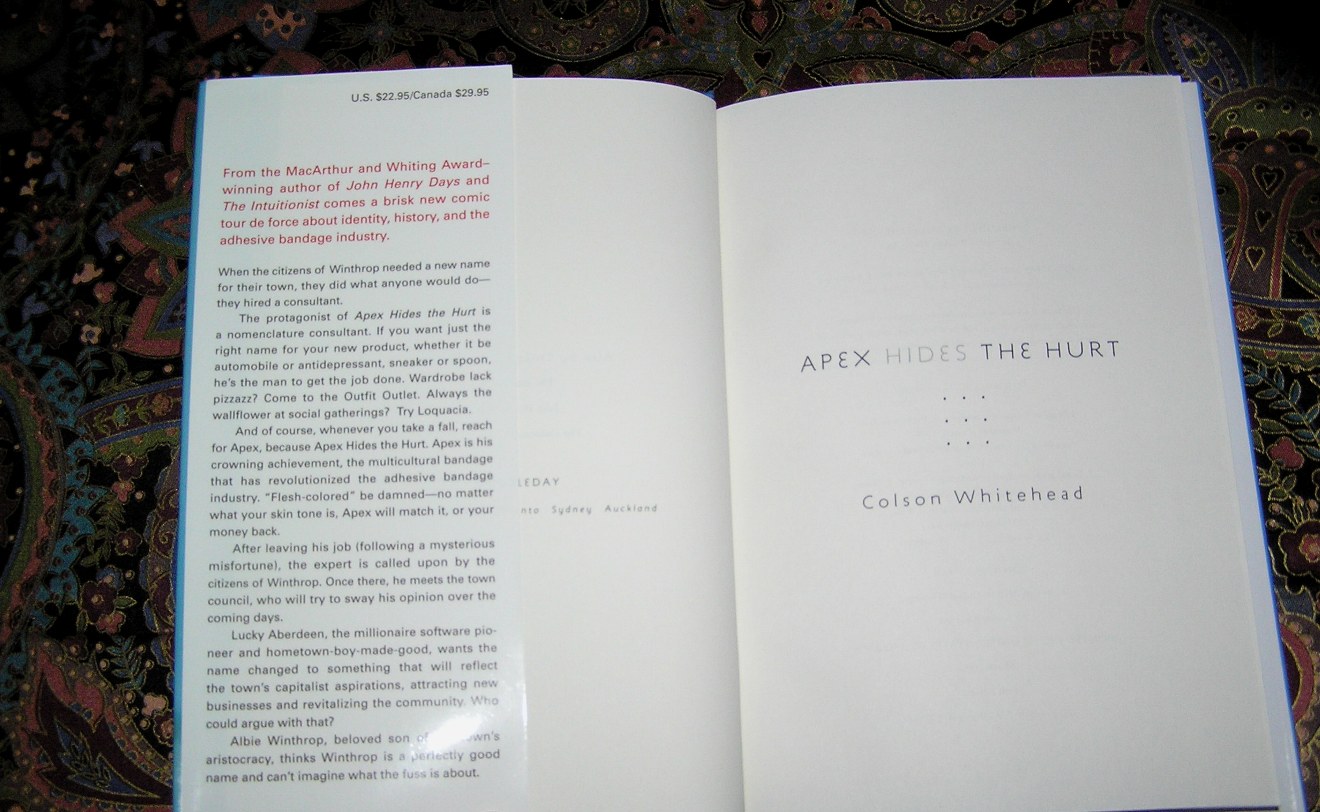 U.S. $22.95/Canada $29.95
From the MacArthur and Whiting Award–
winning author of John Henry Days and
The Intuitionist comes a brisk new comic
tour de force about identity, history, and the
adhesive bandage industry.
When the citizens of Winthrop needed a new name
for their town, they did what anyone would do—
they hired a consultant.
The protagonist of Apex Hides the Hurt is
a nomenclature consultant. If you want just the
right name for your new product, whether it be
automobile or antidepressant, sneaker or spoon,
he's the man to get the job done. Wardrobe lack
pizzazz? Come to the Outfit Outlet. Always the
wallflower at social gatherings? Try Loquacia.
And of course, whenever you take a fall, reach
for Apex, because Apex Hides the Hurt. Apex is his
crowning achievement, the multicultural bandage
that has revolutionized the adhesive bandage
industry. “Flesh-colored” be damned—no matter
what your skin tone is, Apex will match it, or your
money back.
After leaving his job (following a mysterious
misfortune), the expert is called upon by the
citizens of Winthrop. Once there, he meets the town
council, who will try to sway his opinion over the
coming days.
Lucky Aberdeen, the millionaire software pio-
neer and hometown-boy-made-good, wants the
name changed to something that will reflect
the town's capitalist aspirations, attracting new
businesses and revitalizing the community. Who
could argue with that?
Albie Winthrop, beloved son
aristocracy, thinks Winthrop is a perfectly good
name and can't imagine what the fuss is about.
LEDAY
nto Sydney Auckland
APEX HIDES THE HURT
Colson Whitehead